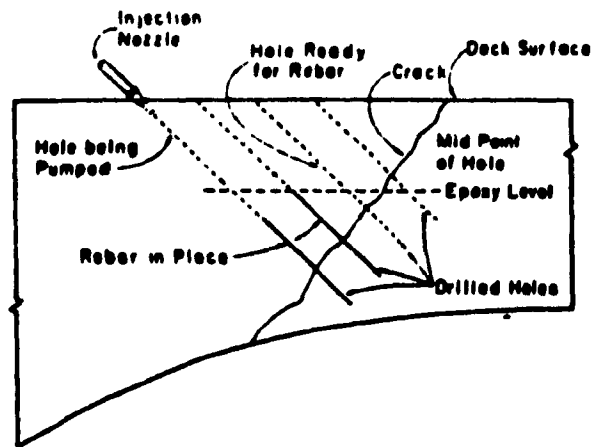 Injection
Nozzle
Hole Ready
for Rebar
Crack
Deck Surface
Hole being
Pumped
Mid Point
of Hole
Epoxy Level
Rebar in Place
Drilled Holes